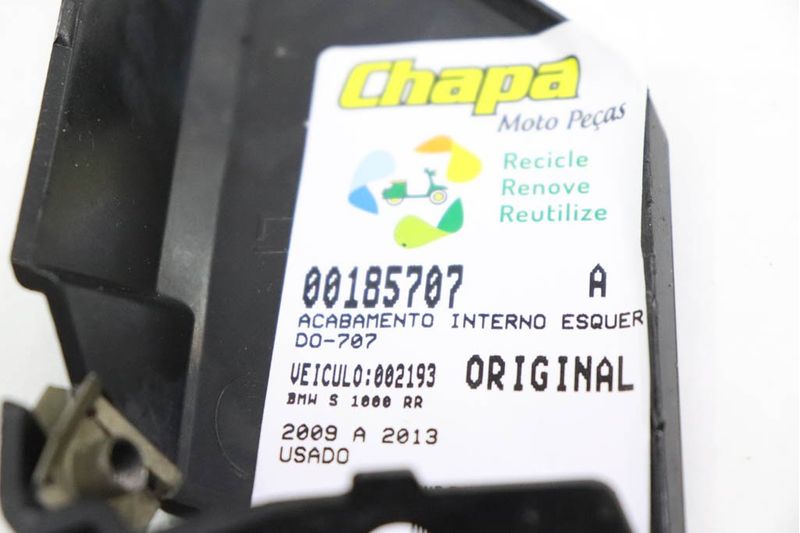 Chapa
Moto Peças
Recicle
Renove
Reutilize
00185707 A
ACABAMENTO INTERNO ESQUER
DO-707
VEICULO:002193 ORIGINAL
BMW S 1000 RR
2009 A 2013
USADO